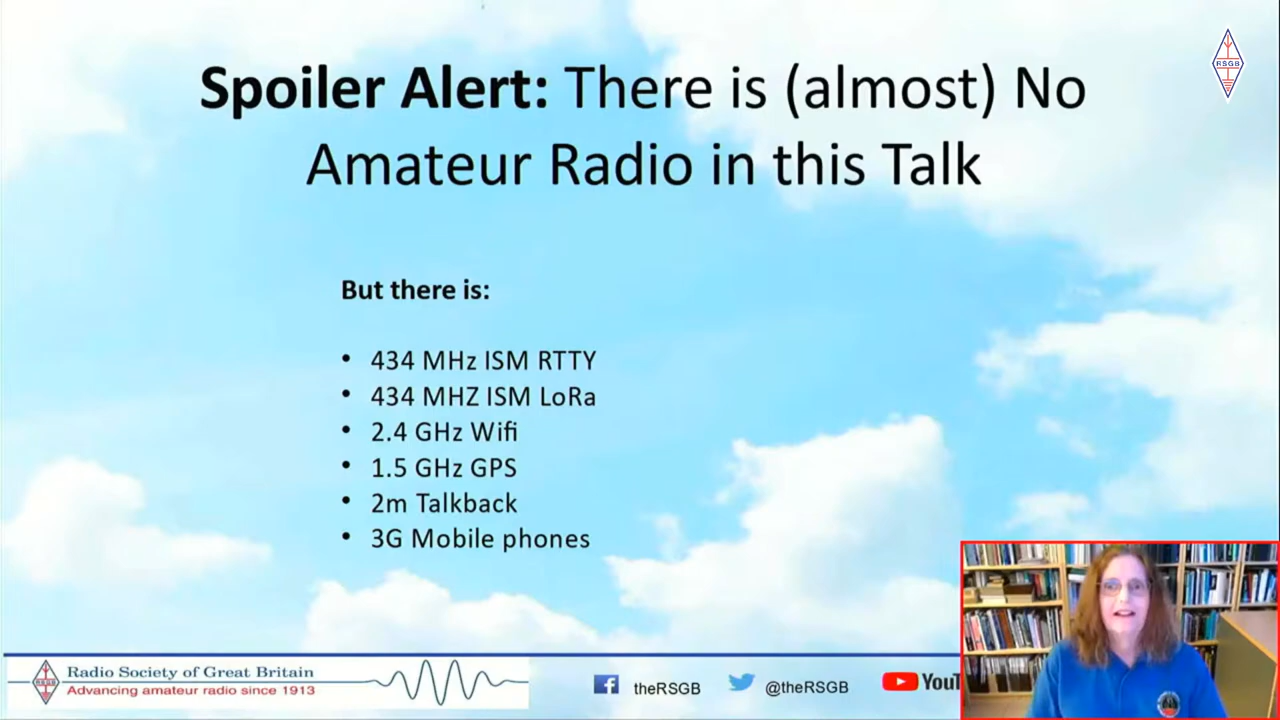 Spoiler Alert: There is (almost) No
Amateur Radio in this Talk
RSGB
But there is:
• 434 MHz ISM RTTY
• 434 MHZ ISM LoRa
• 2.4 GHz Wifi
• 1.5 GHz GPS
• 2m Talkback
• 3G Mobile phones
Radio Society of Great Britain
Advancing amateur radio since 1913
theRSGB
@theRSGB
YouT